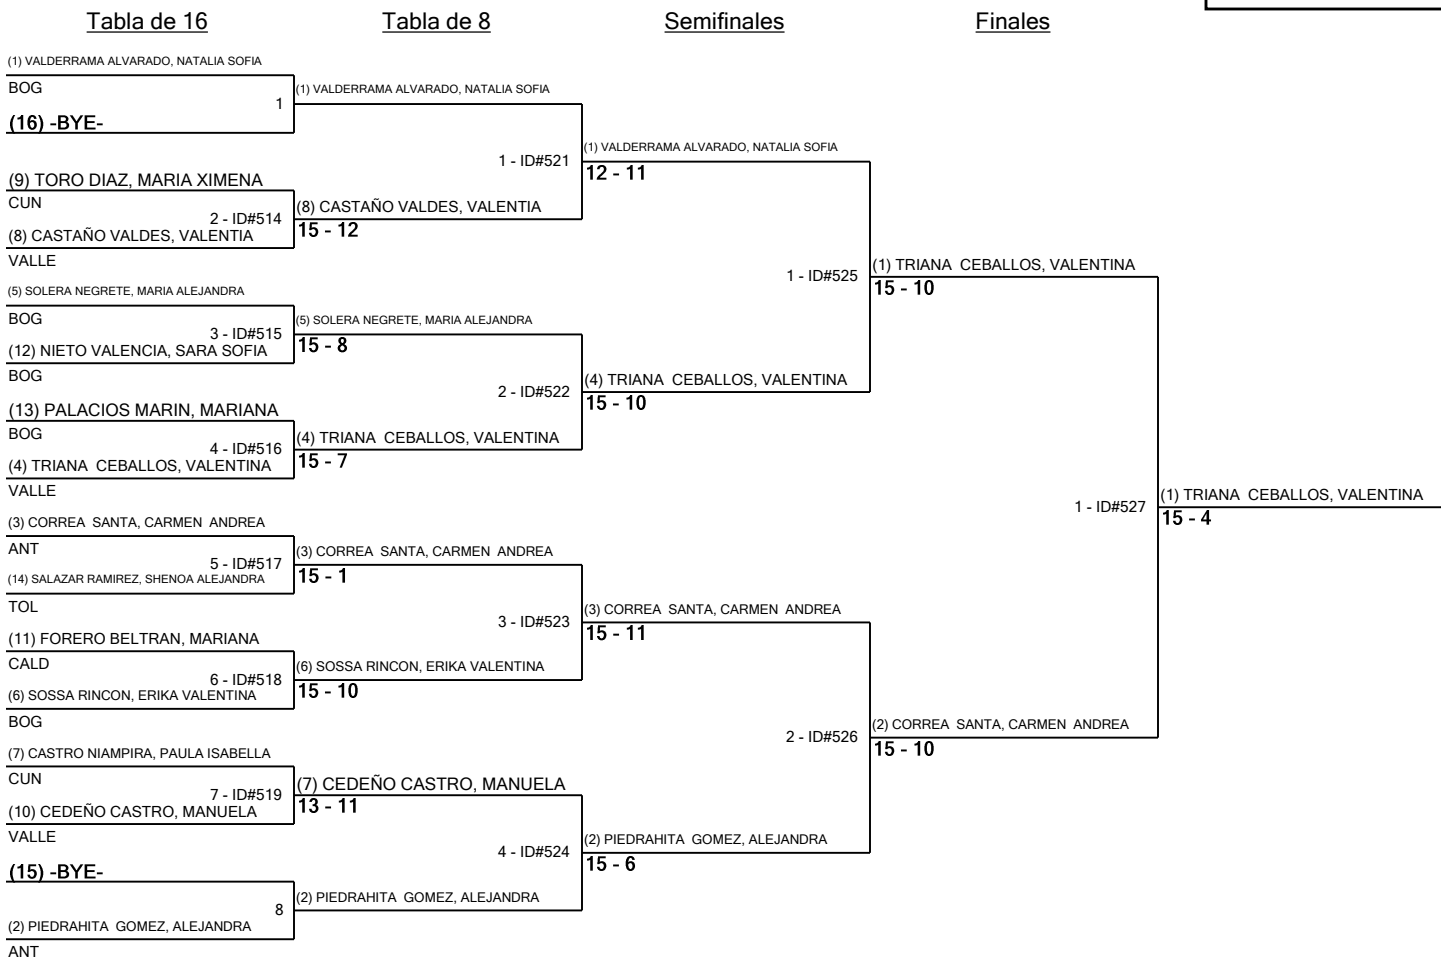 Tabla de 16
Tabla de 8
Semifinales
Finales
(1) VALDERRAMA ALVARADO, NATALIA SOFIA
BOG
1
(16) -BYE-
(9) TORO DIAZ, MARIA XIMENA
CUN
2 - ID#514
(8) CASTAÑO VALDES, VALENTIA
VALLE
(5) SOLERA NEGRETE, MARIA ALEJANDRA
BOG
3 - ID#515
(12) NIETO VALENCIA, SARA SOFIA
BOG
(13) PALACIOS MARIN, MARIANA
BOG
4 - ID#516
(4) TRIANA CEBALLOS, VALENTINA
VALLE
(3) CORREA SANTA, CARMEN ANDREA
ANT
5 - ID#517
(14) SALAZAR RAMIREZ, SHENOA ALEJANDRA
TOL
(11) FORERO BELTRAN, MARIANA
CALD
6 - ID#518
(6) SOSSA RINCON, ERIKA VALENTINA
BOG
(7) CASTRO NIAMPIRA, PAULA ISABELLA
CUN
7 - ID#519
(10) CEDEÑO CASTRO, MANUELA
VALLE
(15) -BYE-
8
(2) PIEDRAHITA GOMEZ, ALEJANDRA
ANT
(1) VALDERRAMA ALVARADO, NATALIA SOFIA
1 - ID#521
(8) CASTAÑO VALDES, VALENTIA
15 - 12
(5) SOLERA NEGRETE, MARIA ALEJANDRA
15 - 8
2 - ID#522
(4) TRIANA CEBALLOS, VALENTINA
15 - 7
(3) CORREA SANTA, CARMEN ANDREA
15 - 1
3 - ID#523
(6) SOSSA RINCON, ERIKA VALENTINA
15 - 10
(7) CEDEÑO CASTRO, MANUELA
13 - 11
4 - ID#524
(2) PIEDRAHITA GOMEZ, ALEJANDRA
(1) VALDERRAMA ALVARADO, NATALIA SOFIA
12 - 11
1 - ID#525
(4) TRIANA CEBALLOS, VALENTINA
15 - 10
(3) CORREA SANTA, CARMEN ANDREA
15 - 11
2 - ID#526
(2) PIEDRAHITA GOMEZ, ALEJANDRA
15 - 6
(1) TRIANA CEBALLOS, VALENTINA
15 - 10
1 - ID#527
(2) CORREA SANTA, CARMEN ANDREA
15 - 10
(1) TRIANA CEBALLOS, VALENTINA
15 - 4